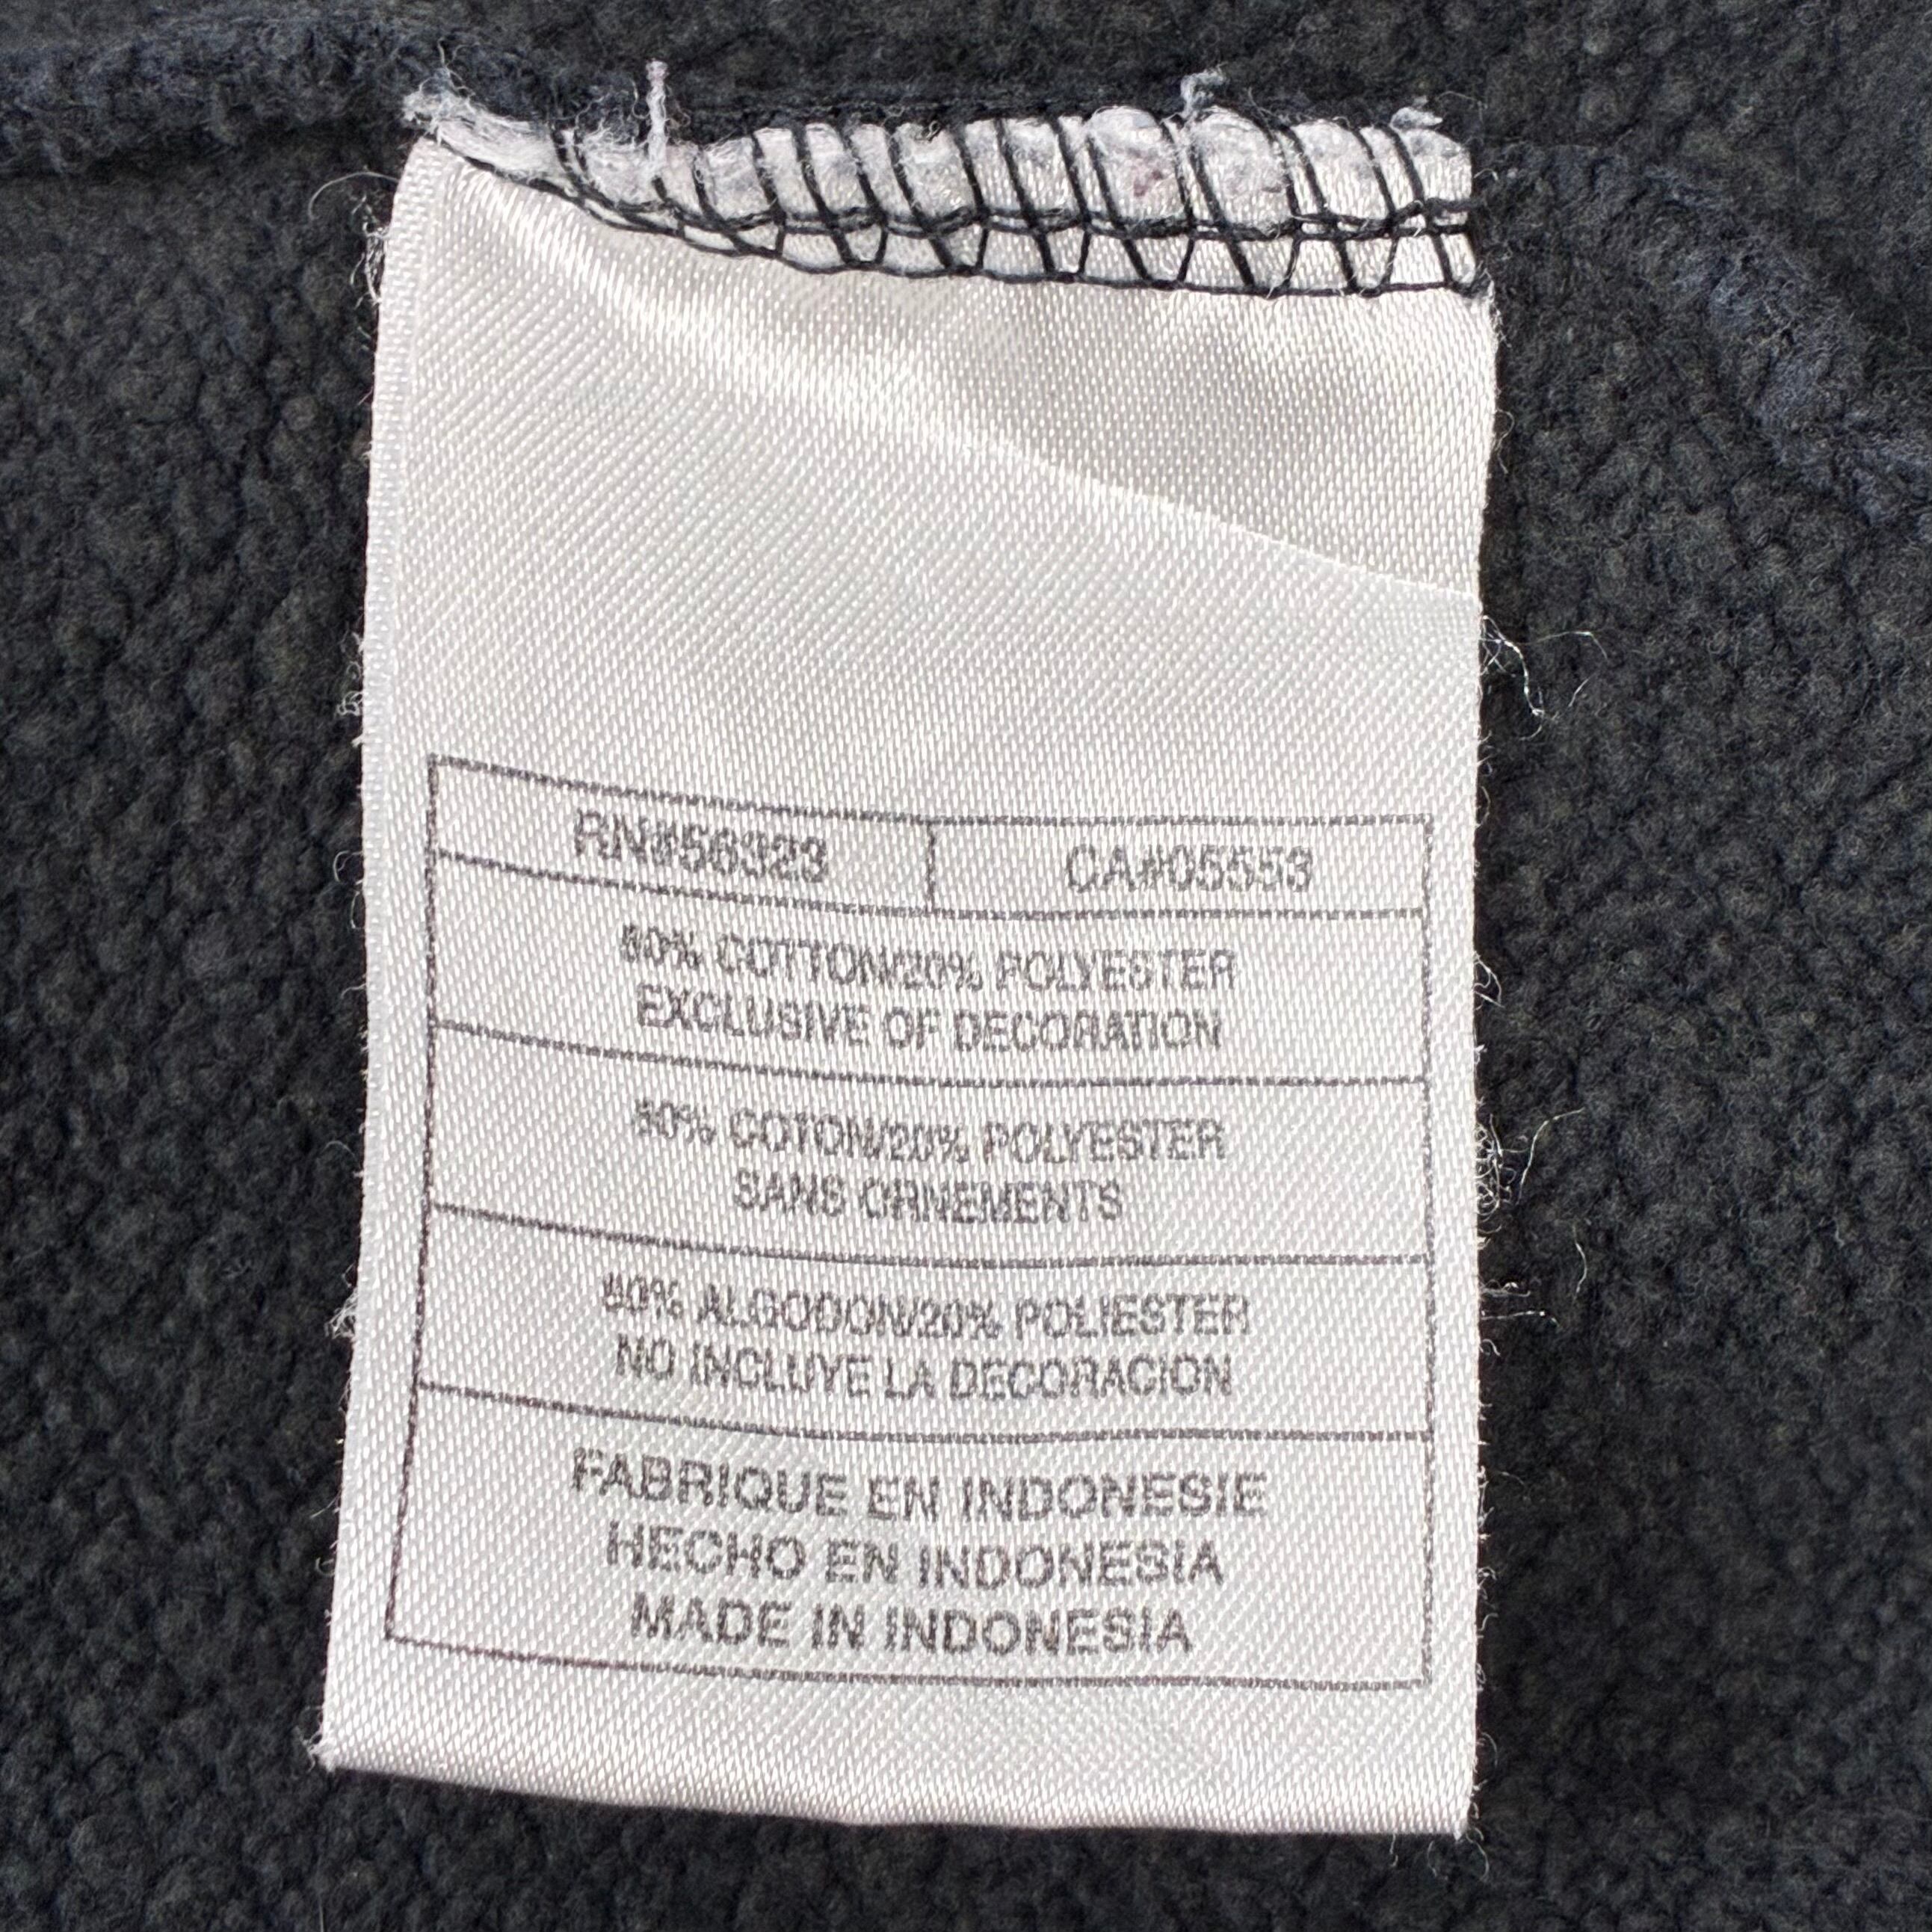 RN#56323 CA#05553
80% COTTON/20% POLYESTER
EXCLUSIVE OF DECORATION
80% COTON/20% POLYESTER
SANS ORNEMENTS
80% ALGODON/20% POLIESTER
NO INCLUYE LA DECORACION
FABRIQUE EN INDONESIE
HECHO EN INDONESIA
MADE IN INDONESIA